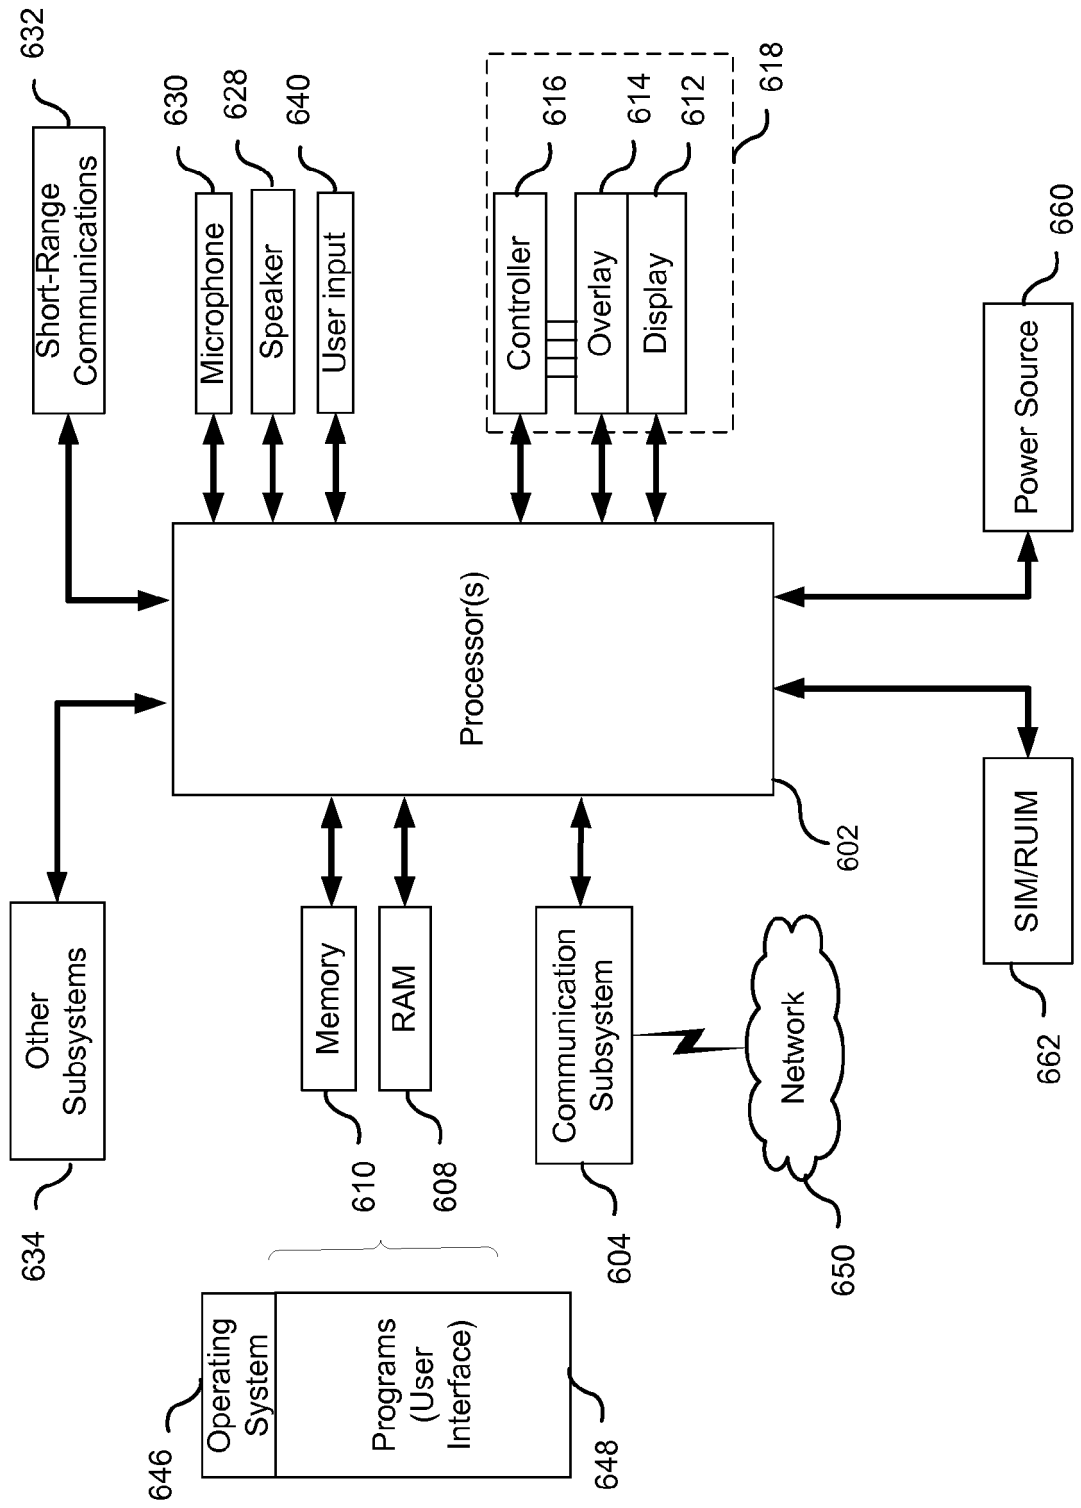 634
Other
Subsystems
Short-Range
Communications
632
646
Operating
System
Programs
(User
Interface)
648
610
Memory
608
RAM
604
Communication
Subsystem
650
Network
Processor(s)
602
Microphone
630
Speaker
628
User input
640
Controller
616
Overlay
614
Display
612
618
662
SIM/RUIM
Power Source
660